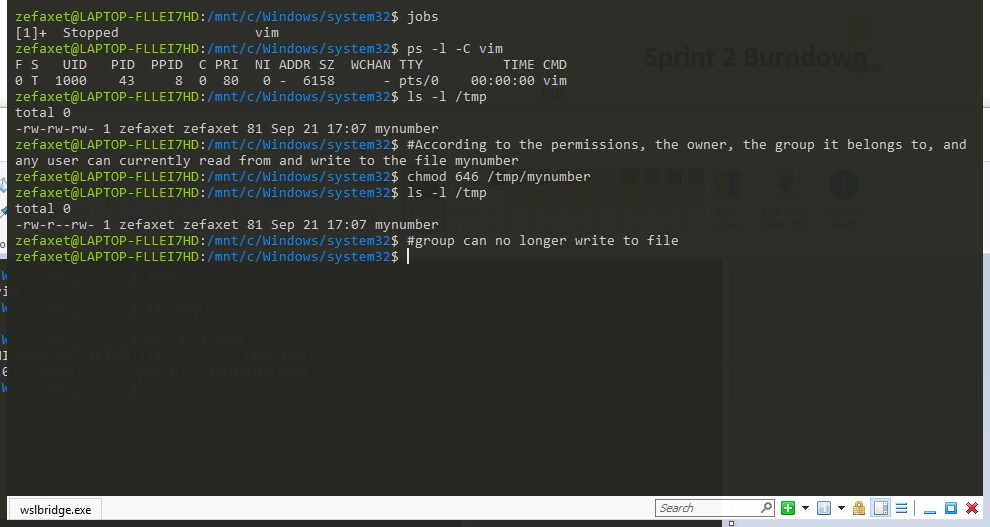 zefaxet@LAPTOP-FLLEI7HD:/mnt/c/Windows/system32$ jobs
[1]+  Stopped                 vim
zefaxet@LAPTOP-FLLEI7HD:/mnt/c/Windows/system32$ ps -l -C vim
F S   UID   PID  PPID  C PRI  NI ADDR SZ   WCHAN TTY          TIME CMD
0 T  1000    43     8  0  80   0 -  6158       - pts/0    00:00:00 vim
zefaxet@LAPTOP-FLLEI7HD:/mnt/c/Windows/system32$ ls -l /tmp
total 0
-rw-rw-rw- 1 zefaxet zefaxet 81 Sep 21 17:07 mynumber
zefaxet@LAPTOP-FLLEI7HD:/mnt/c/Windows/system32$ #According to the permissions, the owner, the group it belongs to, and
any user can currently read from and write to the file mynumber
zefaxet@LAPTOP-FLLEI7HD:/mnt/c/Windows/system32$ chmod 646 /tmp/mynumber
zefaxet@LAPTOP-FLLEI7HD:/mnt/c/Windows/system32$ ls -l /tmp
total 0
-rw-r--rw- 1 zefaxet zefaxet 81 Sep 21 17:07 mynumber
zefaxet@LAPTOP-FLLEI7HD:/mnt/c/Windows/system32$ #group can no longer write to file
zefaxet@LAPTOP-FLLEI7HD:/mnt/c/Windows/system32$
Sprint 2 Burndown
wslbridge.exe
Search